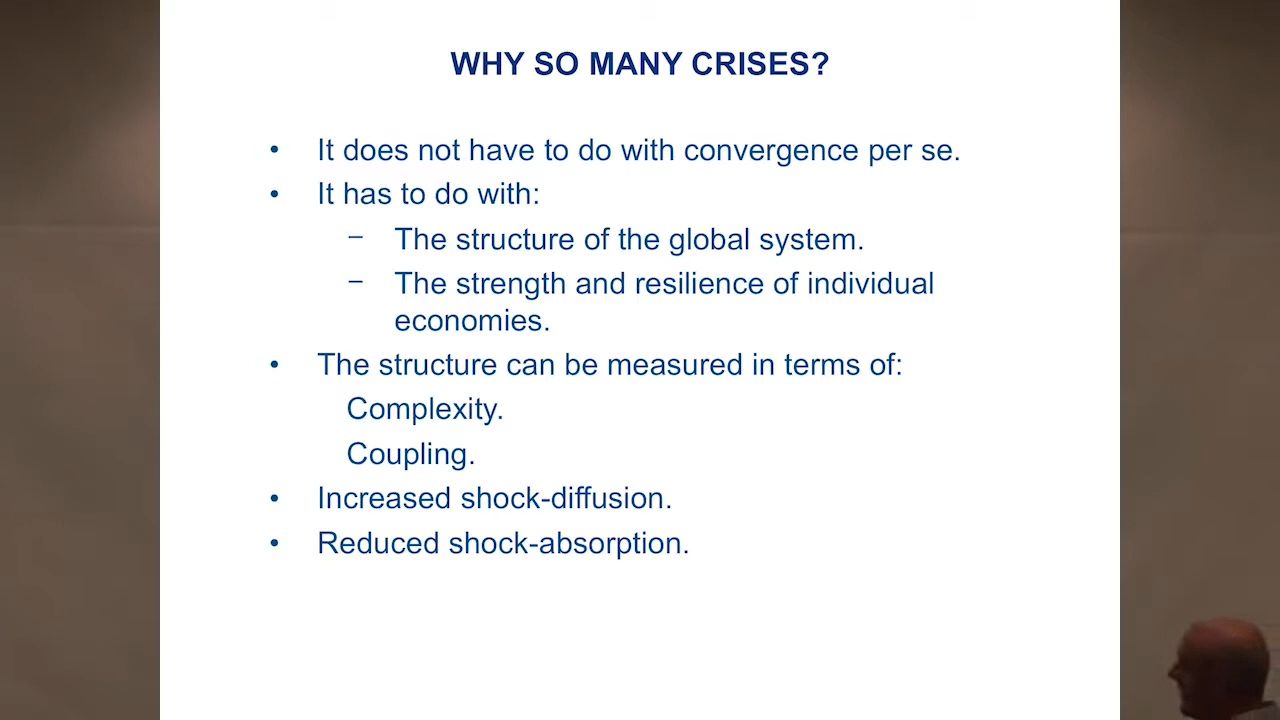 WHY SO MANY CRISES?
• It does not have to do with convergence per se.
• It has to do with:
− The structure of the global system.
− The strength and resilience of individual
economies.
• The structure can be measured in terms of:
Complexity.
Coupling.
• Increased shock-diffusion.
• Reduced shock-absorption.